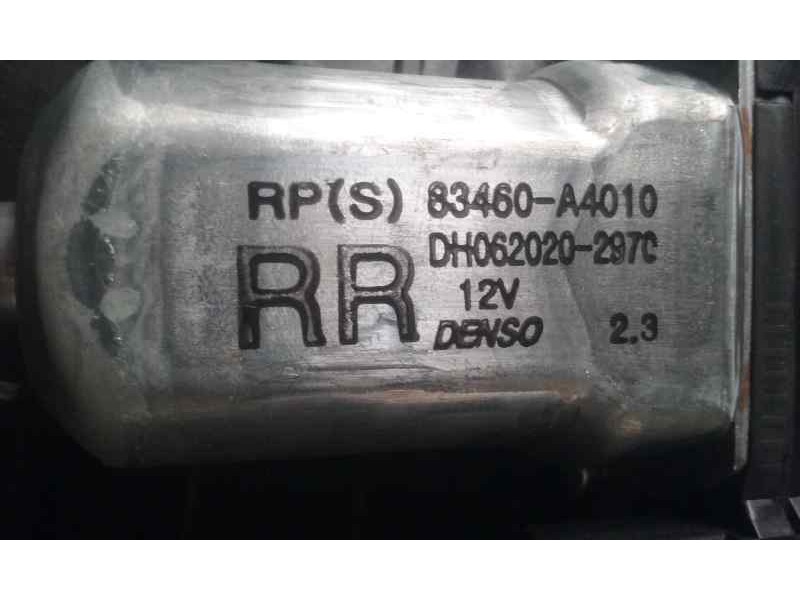 RP(S) 83460-A4010
RR DH062020-297C
12V
DENSO 2.3